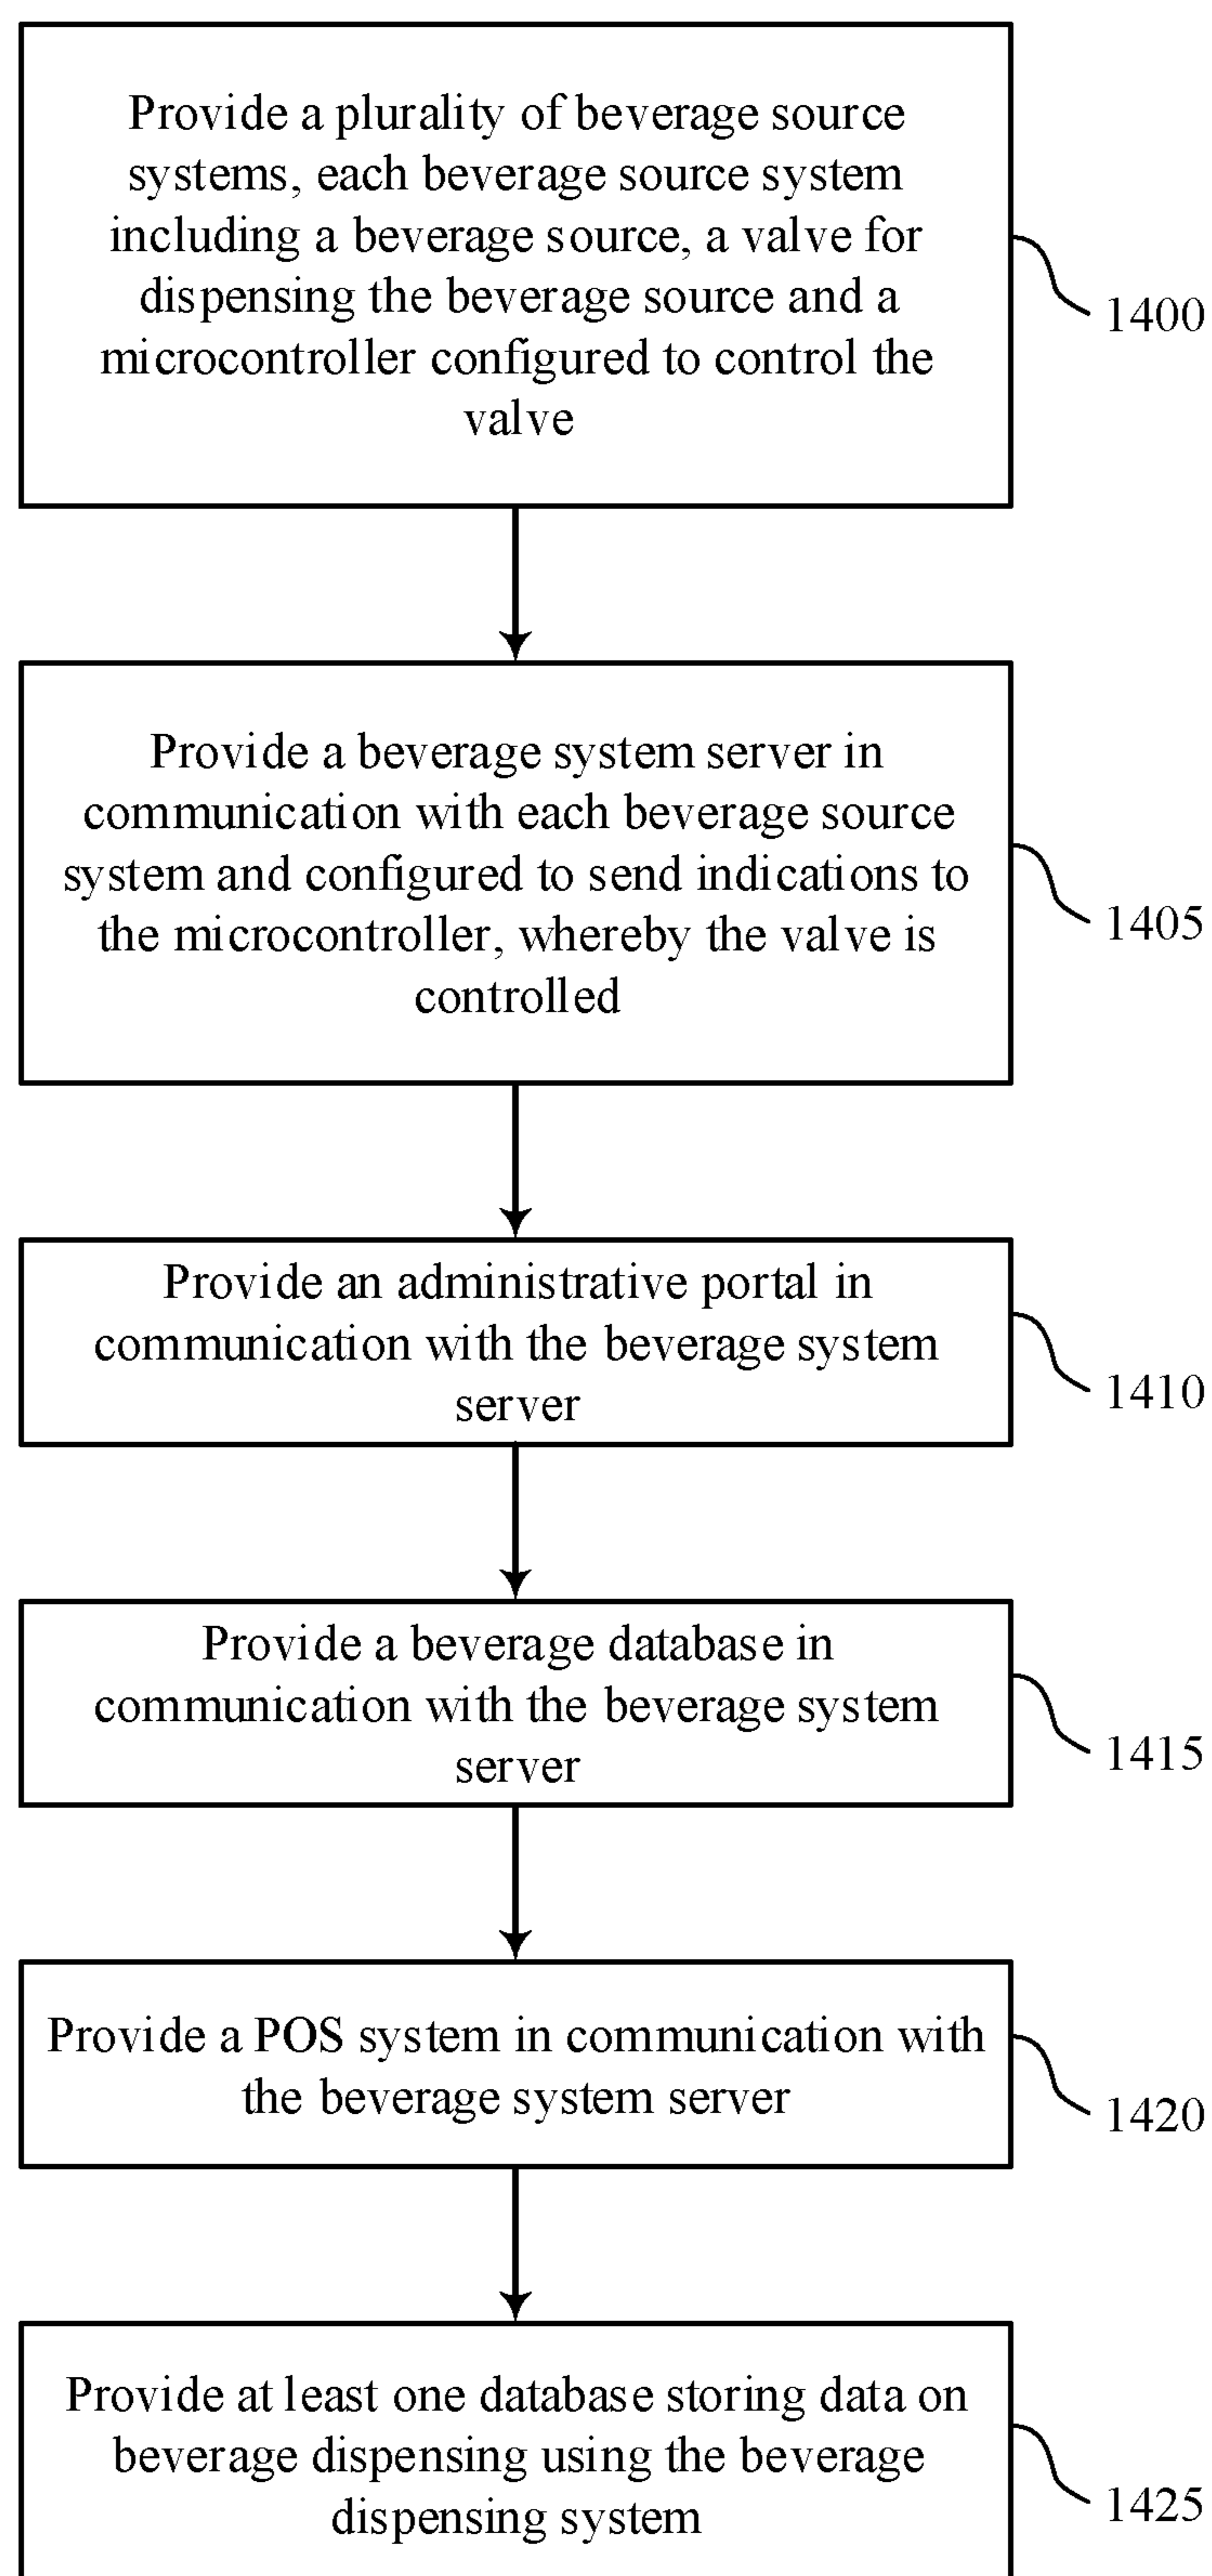 Provide a plurality of beverage source
systems, each beverage source system
including a beverage source, a valve for
dispensing the beverage source and a
microcontroller configured to control the
valve
1400
Provide a beverage system server in
communication with each beverage source
system and configured to send indications to
the microcontroller, whereby the valve is
controlled
1405
Provide an administrative portal in
communication with the beverage system
server
1410
Provide a beverage database in
communication with the beverage system
server
1415
Provide a POS system in communication with
the beverage system server
1420
Provide at least one database storing data on
beverage dispensing using the beverage
dispensing system
1425